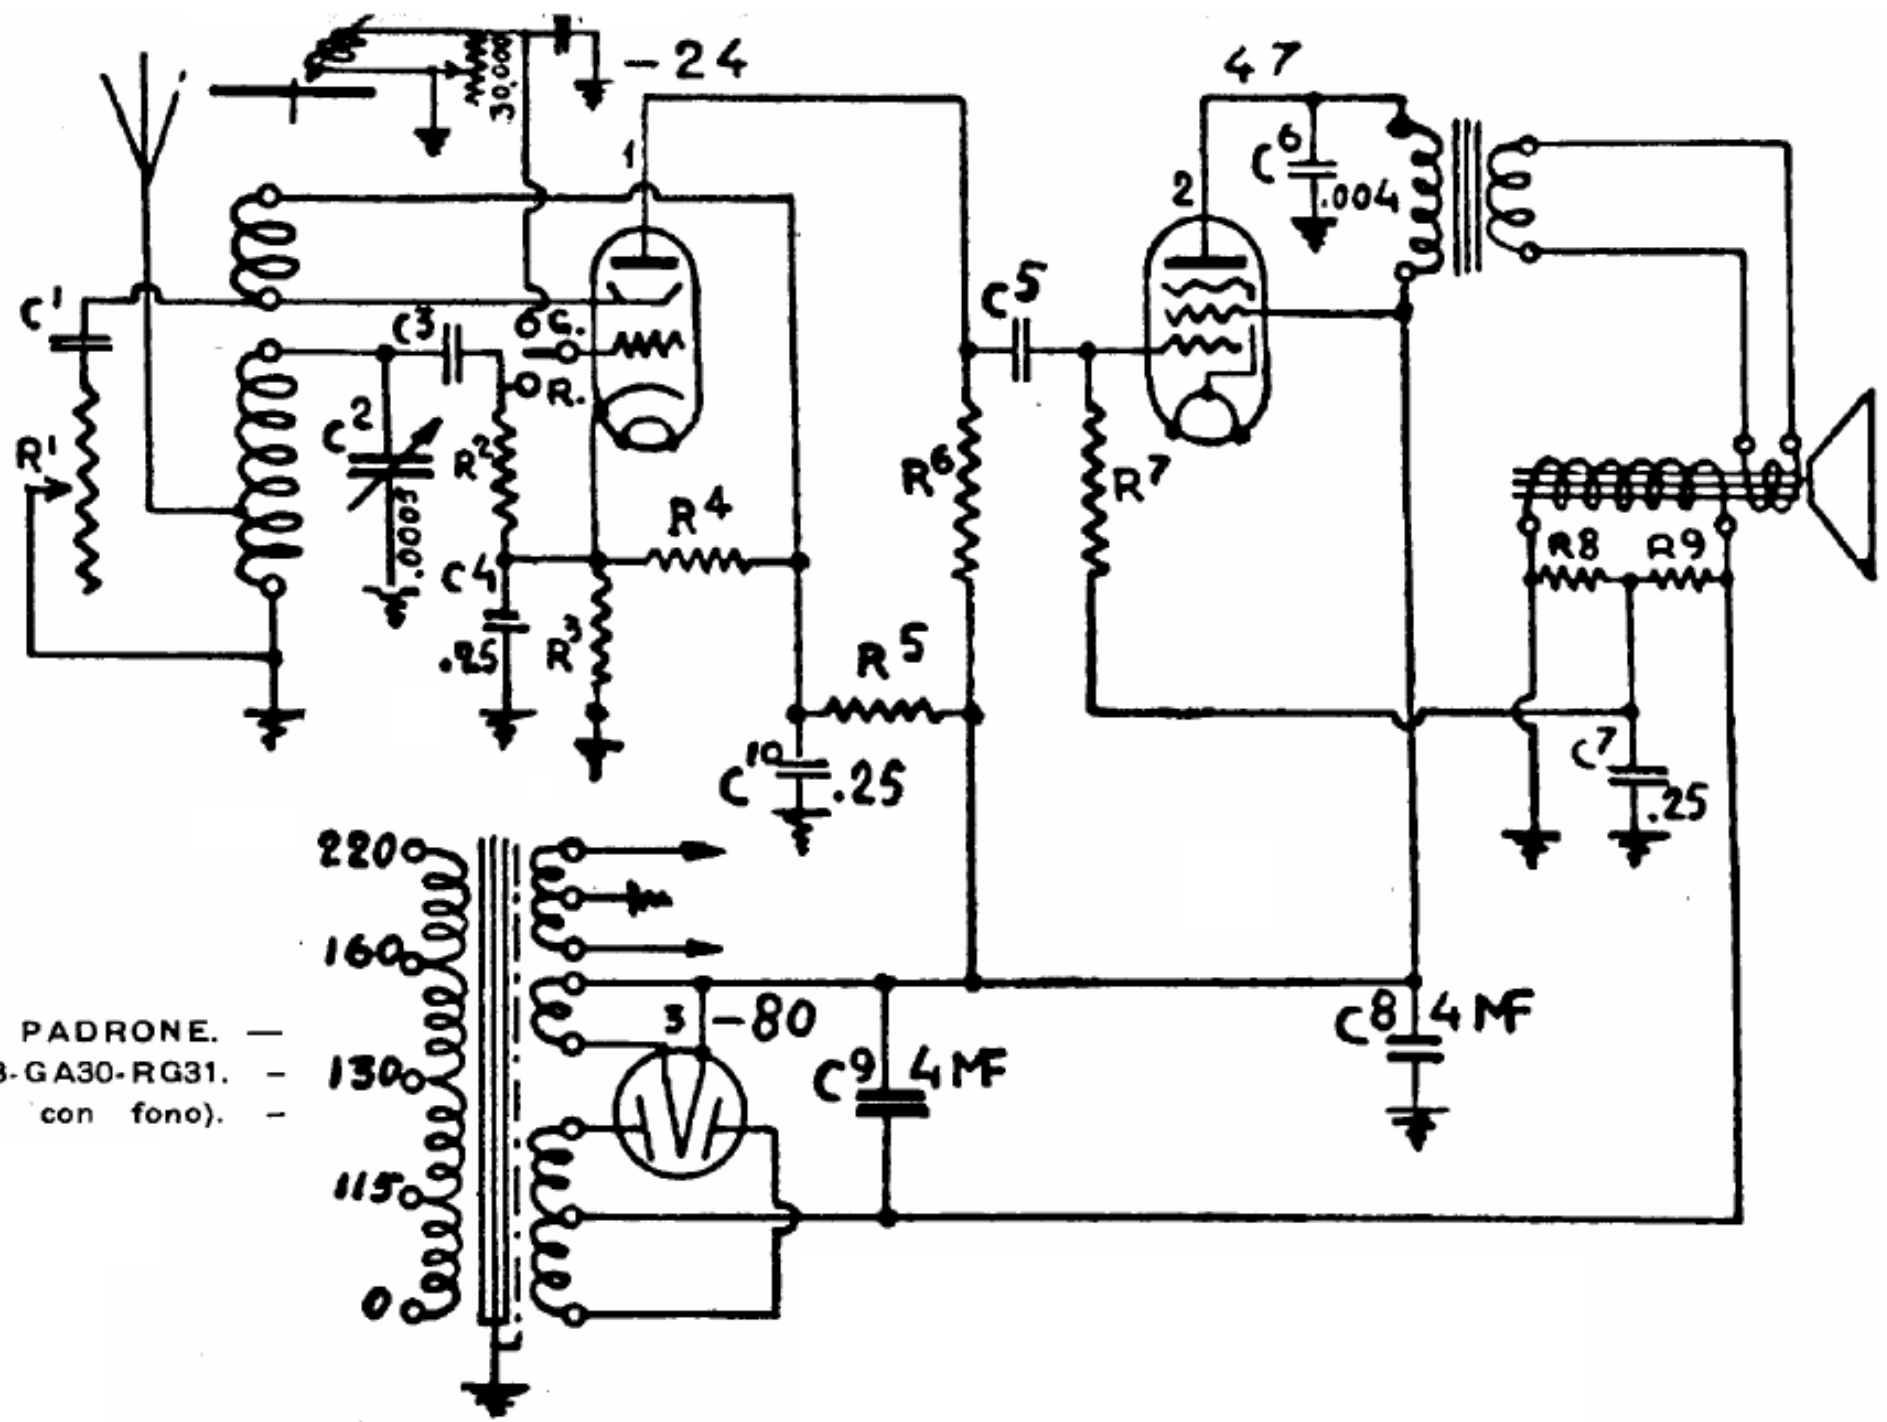 -24
47
30,000
1
C6
.004
2
C1
C3
6
G.
R.
C5
R1
C2
.0005
R2
R4
R6
R7
R8
R9
C4
.25
R3
R5
C10
.25
C7
.25
220
160
PADRONE. —
-GA30-RG31. -
con fono). -
130
115
0
3
-80
C9
4 MF
C8
4 MF